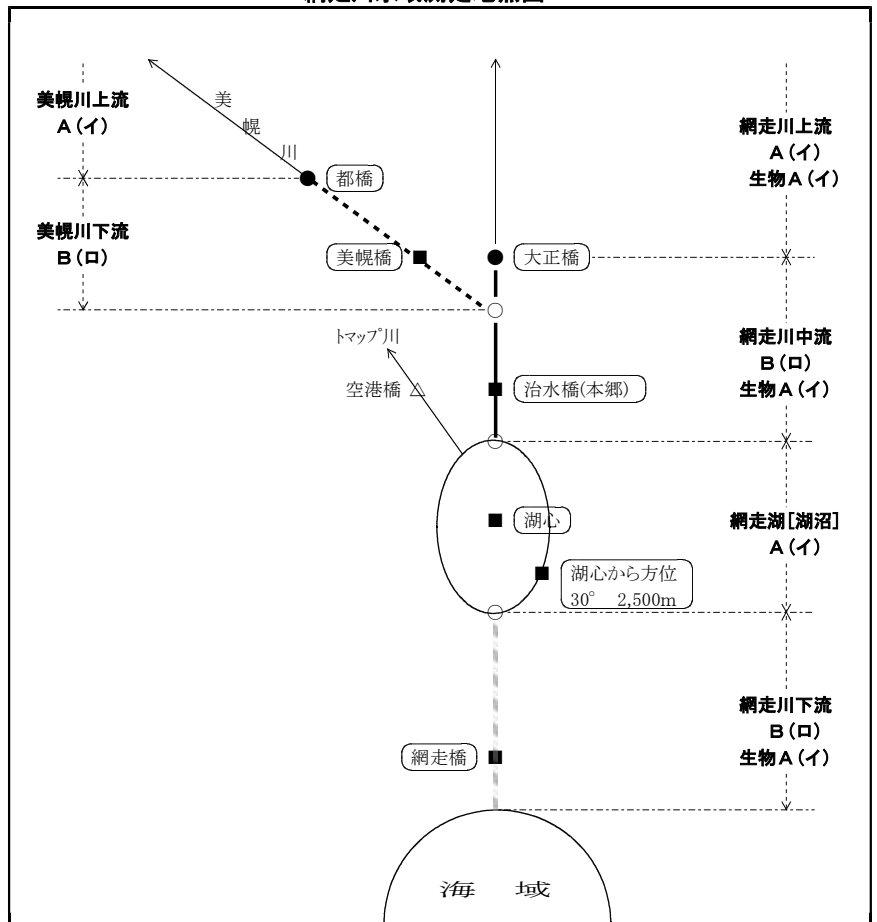 美幌川上流
A(イ)
美
幌
川
網走川上流
A(イ)
生物A(イ)
都橋
美幌川下流
B(ロ)
美幌橋
大正橋
トマップ川
網走川中流
B(ロ)
生物A(イ)
空港橋
治水橋(本郷)
湖心
網走湖[湖沼]
A(イ)
湖心から方位
30° 2,500m
網走川下流
B(ロ)
生物A(イ)
網走橋
海 域